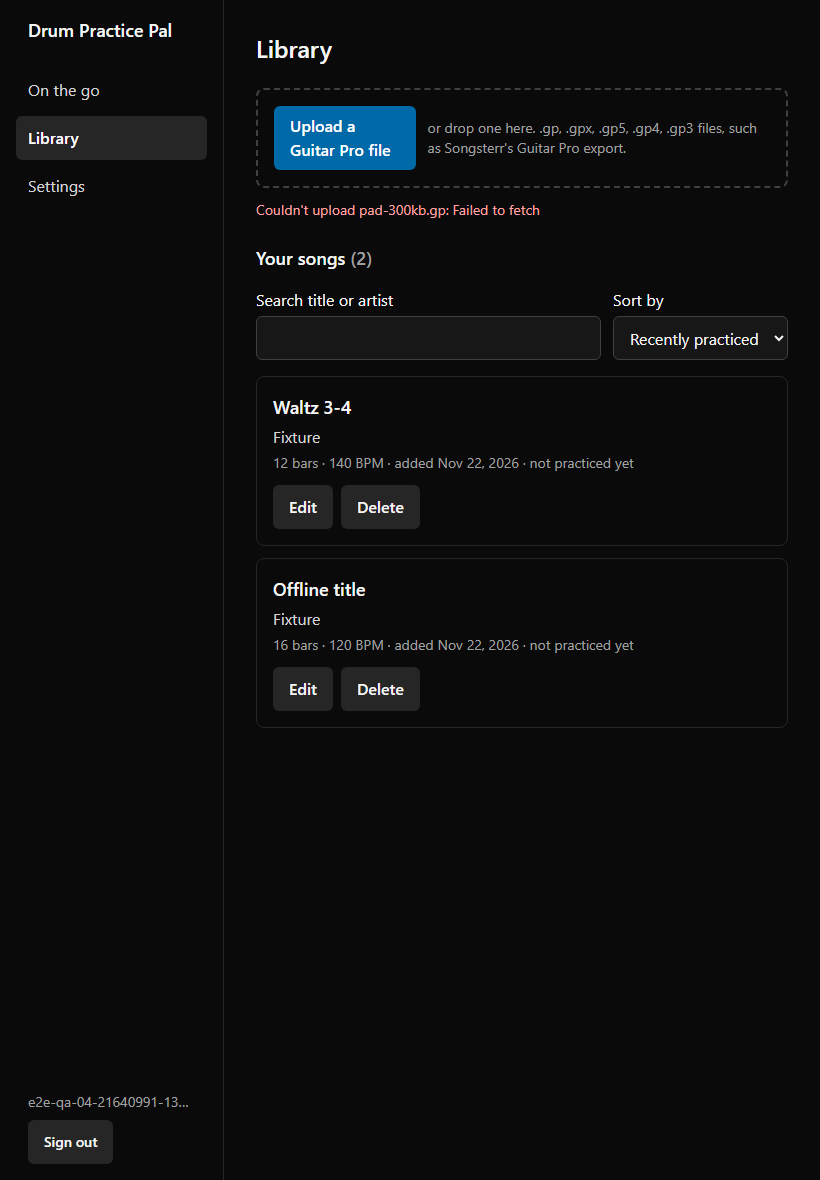 Drum Practice Pal
On the go
Library
Settings
Library
Upload a
Guitar Pro file
or drop one here. .gp, .gpx, .gp5, .gp4, .gp3 files, such
as Songsterr's Guitar Pro export.
Couldn't upload pad-300kb.gp: Failed to fetch
Your songs (2)
Search title or artist
Sort by
Recently practiced
Waltz 3-4
Fixture
12 bars · 140 BPM · added Nov 22, 2026 · not practiced yet
Edit
Delete
Offline title
Fixture
16 bars · 120 BPM · added Nov 22, 2026 · not practiced yet
Edit
Delete
e2e-qa-04-21640991-13...
Sign out